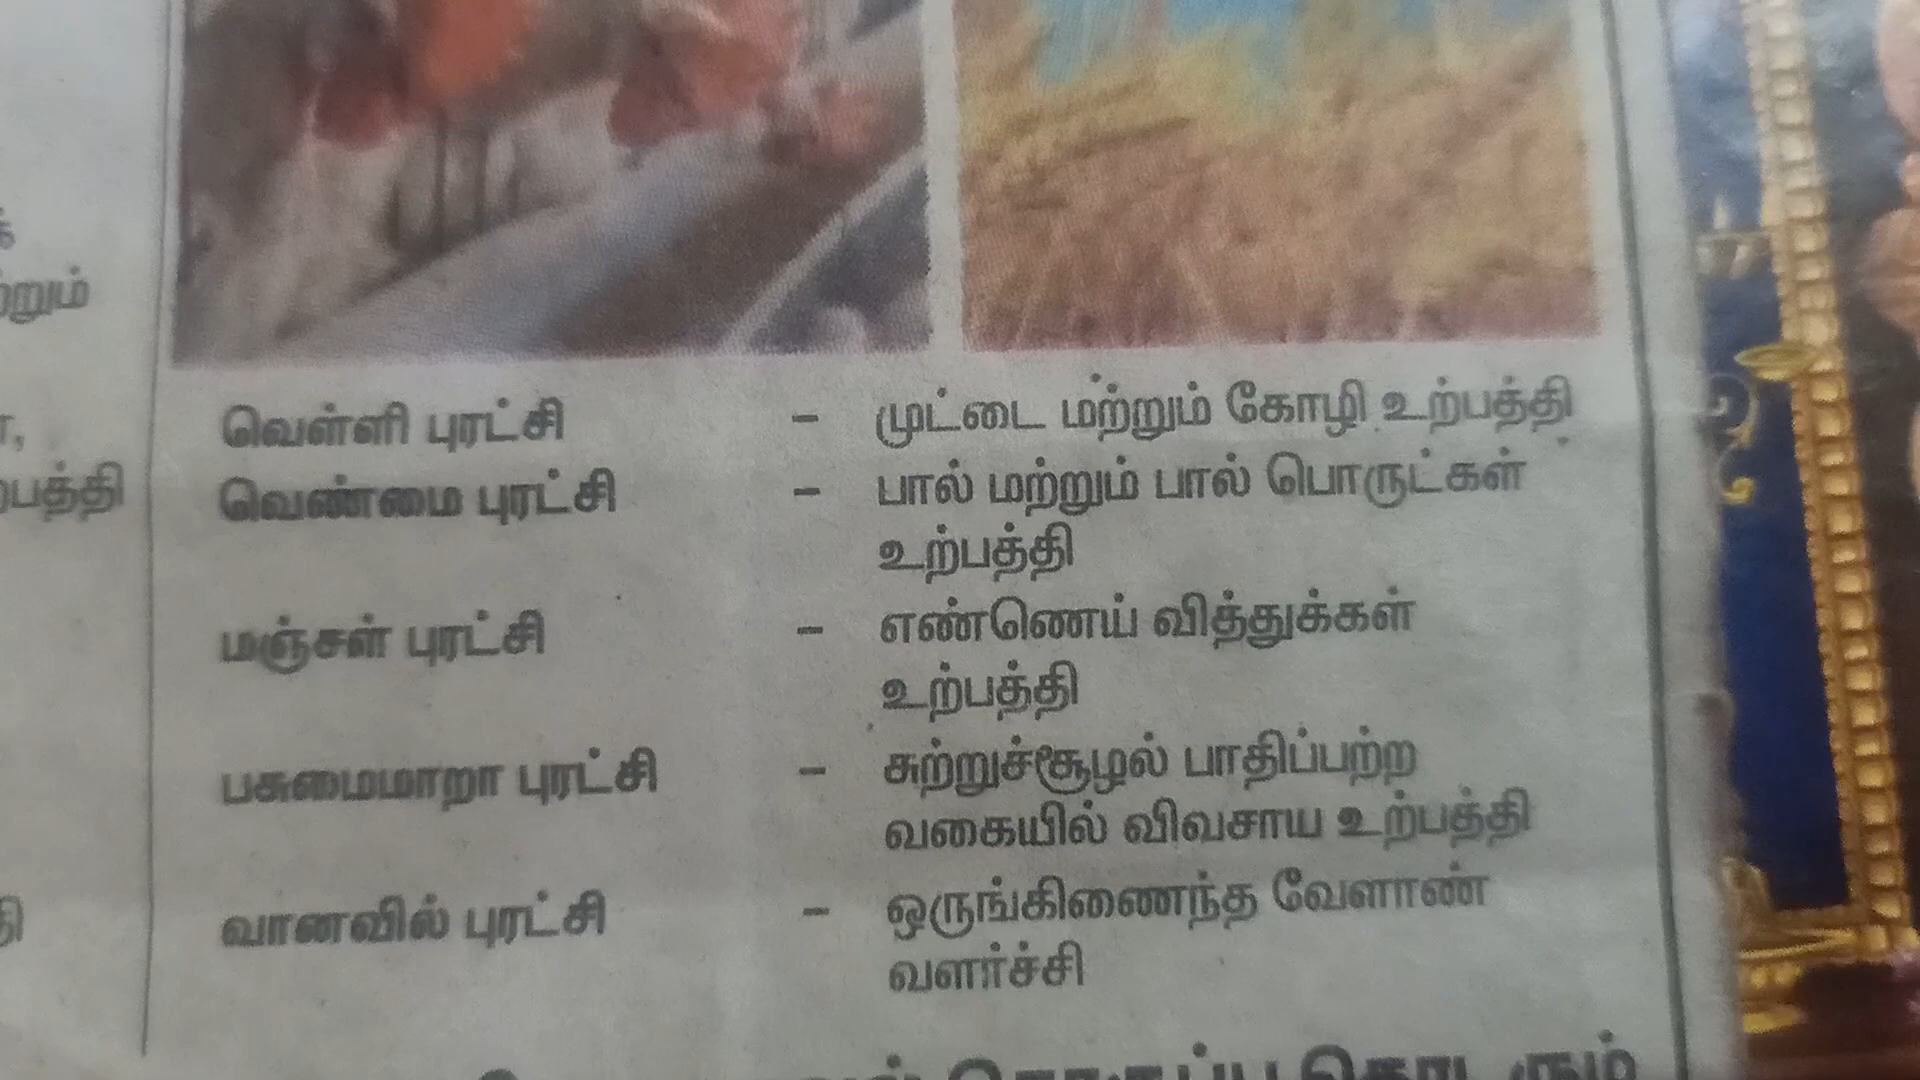 ற்றும்
பத்தி
வெள்ளி புரட்சி – முட்டை மற்றும் கோழி உற்பத்தி
வெண்மை புரட்சி – பால் மற்றும் பால் பொருட்கள்
உற்பத்தி
மஞ்சள் புரட்சி – எண்ணெய் வித்துக்கள்
உற்பத்தி
பசுமைமாறா புரட்சி – சுற்றுச்சூழல் பாதிப்பற்ற
வகையில் விவசாய உற்பத்தி
வானவில் புரட்சி – ஒருங்கிணைந்த வேளாண்
வளர்ச்சி